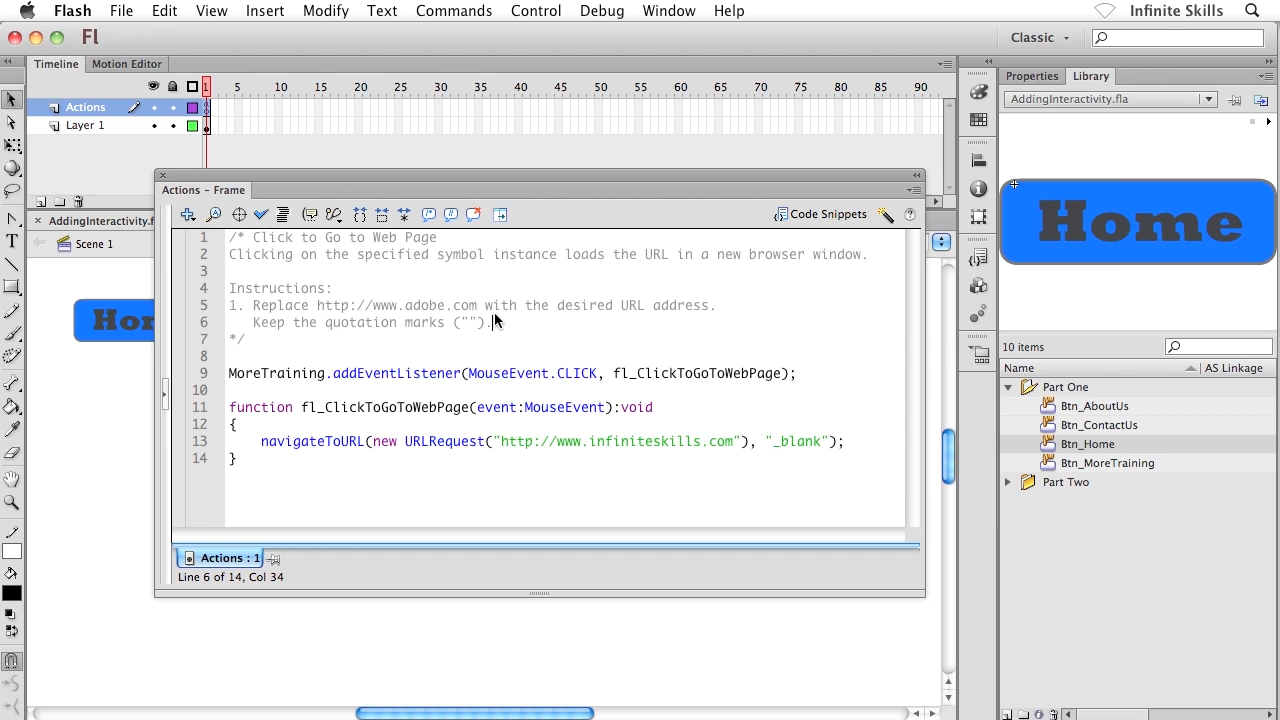 Flash File Edit View Insert Modify Text Commands Control Debug Window Help Infinite Skills
Fl Classic
Timeline Motion Editor
1 5 10 15 20 25 30 35 40 45 50 55 60 65 70 75 80 85 90
Actions
Layer 1
Properties Library
AddingInteractivity.fla
Home
Actions – Frame
Code Snippets
AddingInteractivity.f
Scene 1
Hor
1 /* Click to Go to Web Page
2 Clicking on the specified symbol instance loads the URL in a new browser window.
3
4 Instructions:
5 1. Replace http://www.adobe.com with the desired URL address.
6 Keep the quotation marks ("").
7 */
8
9 MoreTraining.addEventListener(MouseEvent.CLICK, fl_ClickToGoToWebPage);
10
11 function fl_ClickToGoToWebPage(event:MouseEvent):void
12 {
13 navigateToURL(new URLRequest("http://www.infiniteskills.com"), "_blank");
14 }
Actions : 1
Line 6 of 14, Col 34
10 items
Name AS Linkage
Part One
Btn_AboutUs
Btn_ContactUs
Btn_Home
Btn_MoreTraining
Part Two